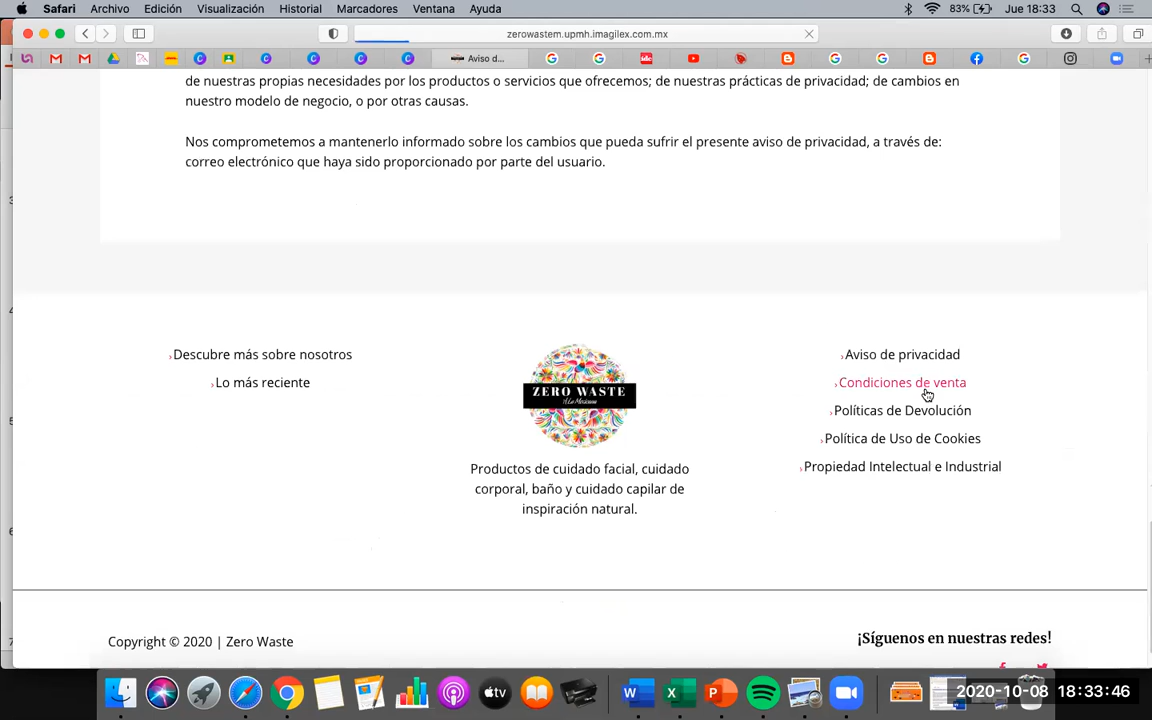 Safari Archivo Edición Visualización Historial Marcadores Ventana Ayuda 83% Jue 18:33
zerowastem.upmh.imagilex.com.mx
Aviso d...
de nuestras propias necesidades por los productos o servicios que ofrecemos; de nuestras prácticas de privacidad; de cambios en
nuestro modelo de negocio, o por otras causas.
Nos comprometemos a mantenerlo informado sobre los cambios que pueda sufrir el presente aviso de privacidad, a través de:
correo electrónico que haya sido proporcionado por parte del usuario.
Descubre más sobre nosotros
Lo más reciente
ZERO WASTE
A La Mexicana
Productos de cuidado facial, cuidado
corporal, baño y cuidado capilar de
inspiración natural.
Aviso de privacidad
Condiciones de venta
Políticas de Devolución
Política de Uso de Cookies
Propiedad Intelectual e Industrial
Copyright © 2020 | Zero Waste
¡Síguenos en nuestras redes!
tv
W X P
2020-10-08 18:33:46